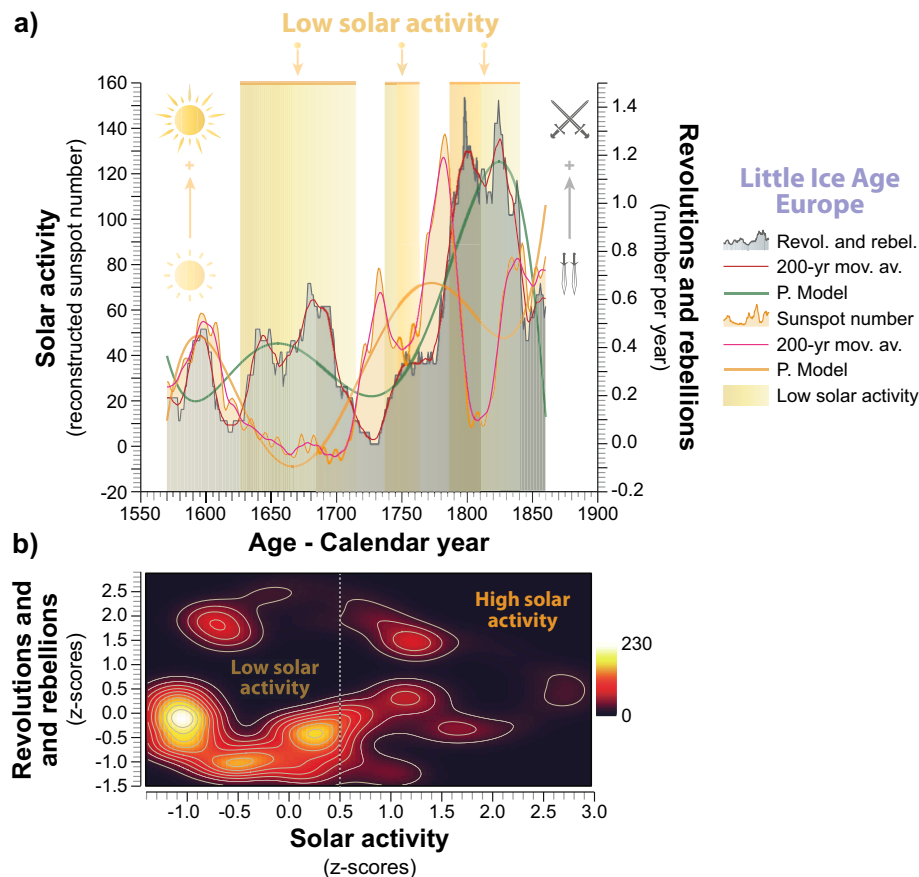 a)
Low solar activity
160
140
120
100
80
60
40
20
0
-20
Solar activity
(reconstructed sunspot number)
+
+
1.4
1.2
1.0
0.8
0.6
0.4
0.2
0.0
-0.2
Revolutions and rebellions
(number per year)
1550
1600
1650
1700
1750
1800
1850
1900
Age - Calendar year
Little Ice Age
Europe
Revol. and rebel.
200-yr mov. av.
P. Model
Sunspot number
200-yr mov. av.
P. Model
Low solar activity
b)
Revolutions and
and rebellions
(z-scores)
2.5
2.0
1.5
1.0
0.5
0.0
-0.5
-1.0
-1.5
High solar
activity
Low solar
activity
230
0
-1.0
-0.5
0.0
0.5
1.0
1.5
2.0
2.5
3.0
Solar activity
(z-scores)